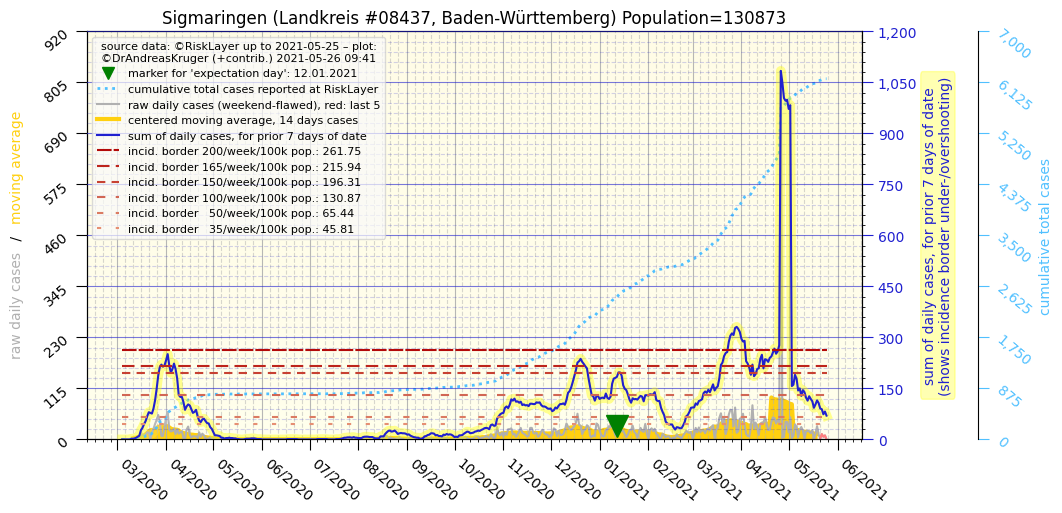 Sigmaringen (Landkreis #08437, Baden-Württemberg) Population=130873
source data: ©RiskLayer up to 2021-05-25 – plot:
©DrAndreasKruger (+contrib.) 2021-05-26 09:41
marker for 'expectation day': 12.01.2021
cumulative total cases reported at RiskLayer
raw daily cases (weekend-flawed), red: last 5
centered moving average, 14 days cases
sum of daily cases, for prior 7 days of date
incid. border 200/week/100k pop.: 261.75
incid. border 165/week/100k pop.: 215.94
incid. border 150/week/100k pop.: 196.31
incid. border 100/week/100k pop.: 130.87
incid. border   50/week/100k pop.: 65.44
incid. border   35/week/100k pop.: 45.81
raw daily cases / moving average
920
805
690
575
460
345
230
115
0
03/2020
04/2020
05/2020
06/2020
07/2020
08/2020
09/2020
10/2020
11/2020
12/2020
01/2021
02/2021
03/2021
04/2021
05/2021
06/2021
1,200
1,050
900
750
600
450
300
150
0
sum of daily cases, for prior 7 days of date
(shows incidence border under-/overshooting)
7,000
6,125
5,250
4,375
3,500
2,625
1,750
875
0
cumulative total cases